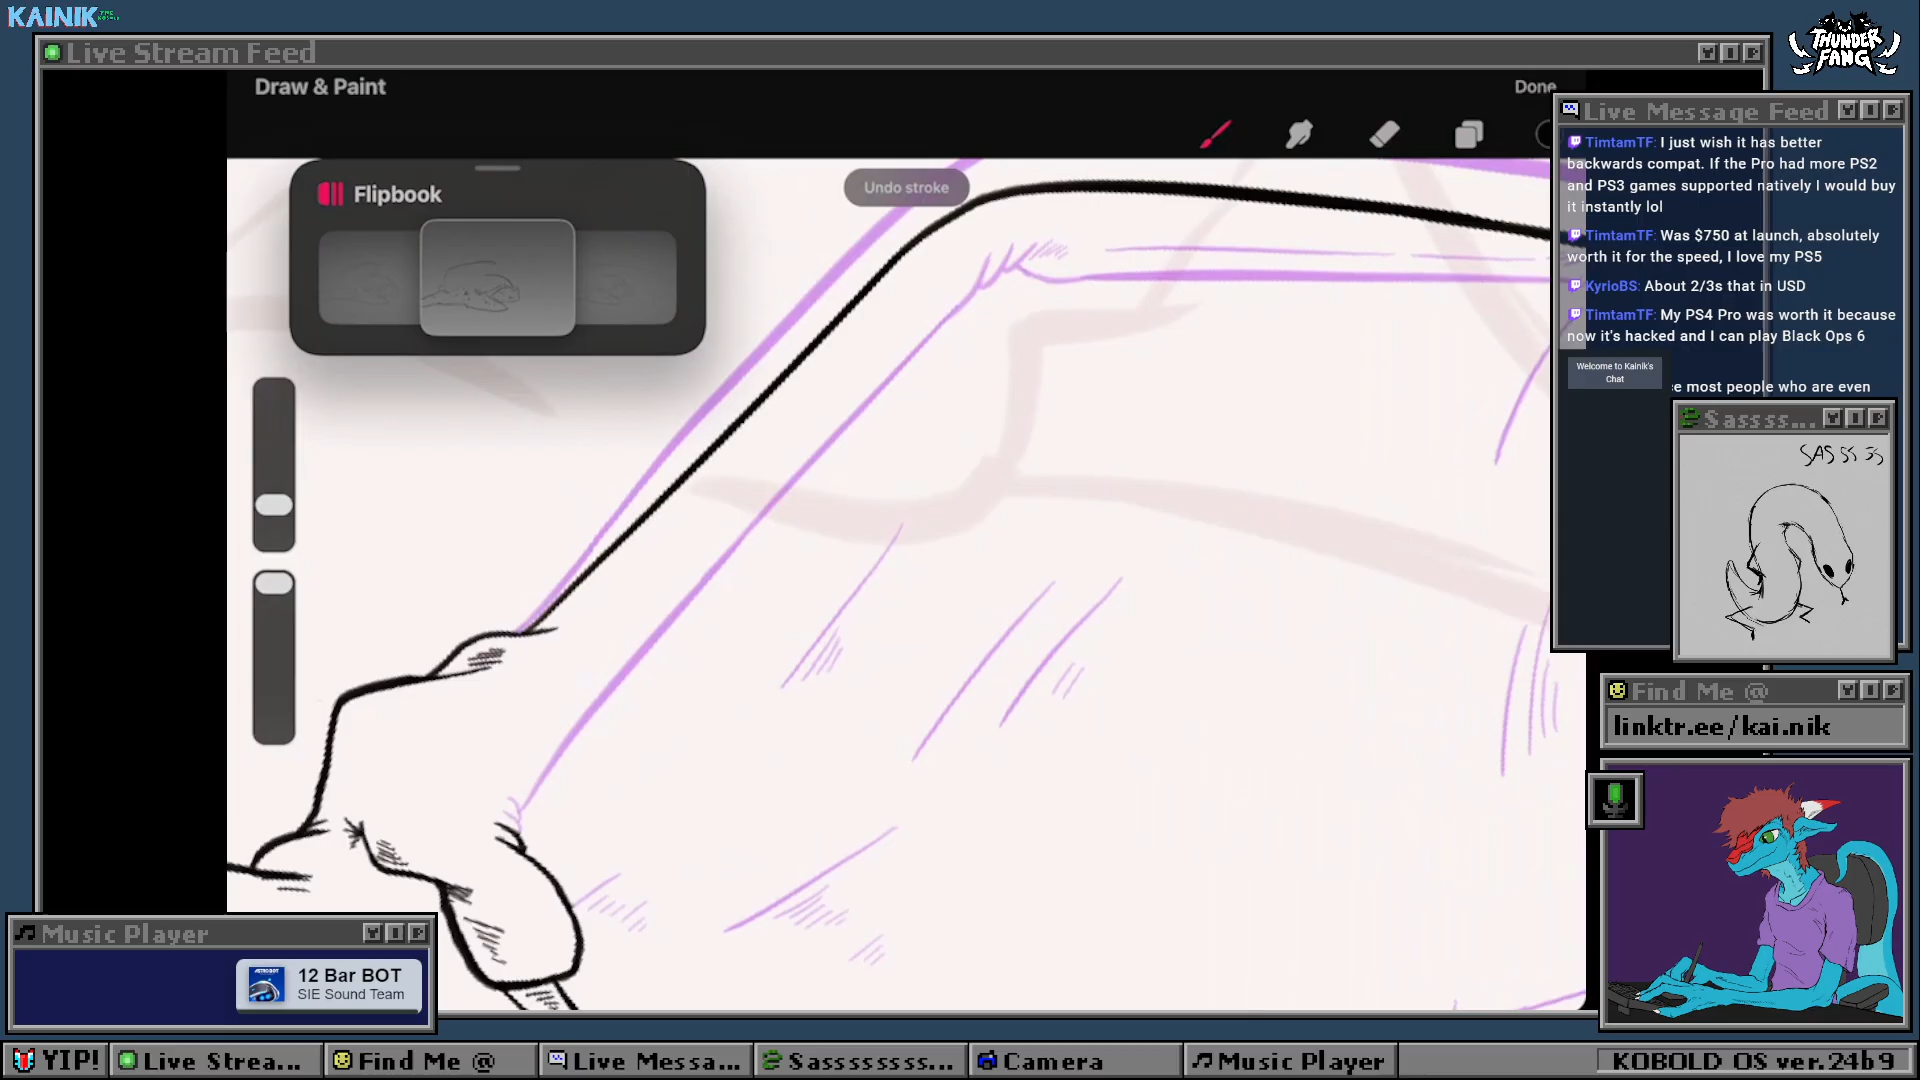 KAINIK
THUNDER
FANG
Live Stream Feed
Draw & Paint
Done
Flipbook
Undo stroke
Live Message Feed
TimtamTF: I just wish it has better
backwards compat. If the Pro had more PS2
and PS3 games supported natively I would buy
it instantly lol
TimtamTF: Was $750 at launch, absolutely
worth it for the speed, I love my PS5
KyrioBS: About 2/3s that in USD
TimtamTF: My PS4 Pro was worth it because
now it's hacked and I can play Black Ops 6
Welcome to Kainik's
Chat
ce most people who are even
Sassss...
SASSSSS
Find Me @
linktr.ee/kai.nik
Music Player
ASTRO BOT
12 Bar BOT
SIE Sound Team
YIP!
Live Strea...
Find Me @
Live Messa...
Sasssssssss...
Camera
Music Player
KOBOLD OS ver.24b9